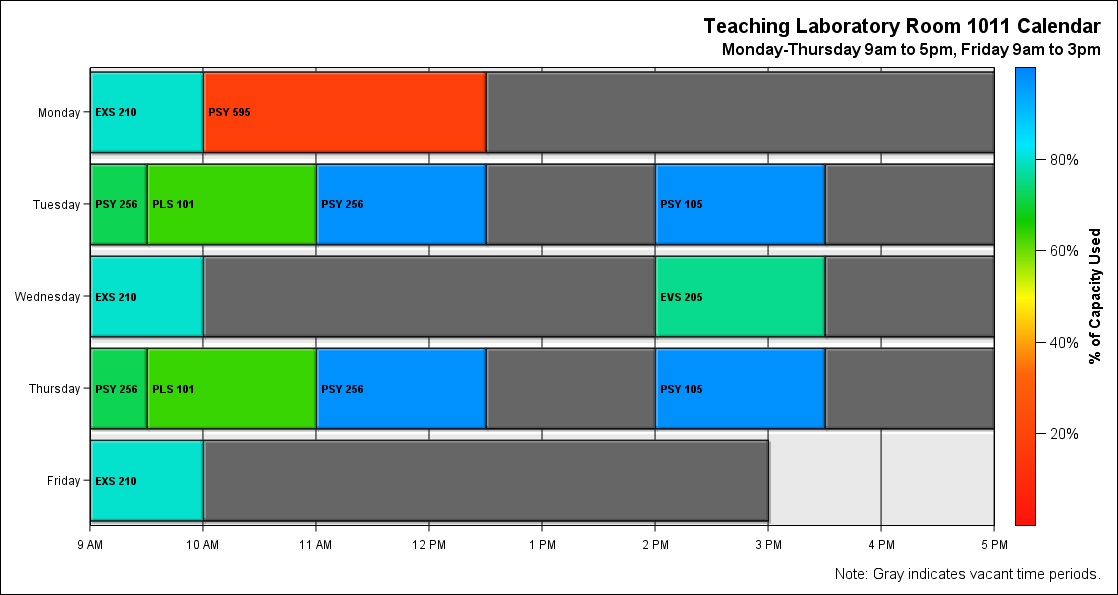 Teaching Laboratory Room 1011 Calendar
Monday-Thursday 9am to 5pm, Friday 9am to 3pm
Monday
EXS 210
PSY 595
Tuesday
PSY 256
PLS 101
PSY 256
PSY 105
Wednesday
EXS 210
EVS 205
Thursday
PSY 256
PLS 101
PSY 256
PSY 105
Friday
EXS 210
9 AM
10 AM
11 AM
12 PM
1 PM
2 PM
3 PM
4 PM
5 PM
80%
60%
40%
20%
% of Capacity Used
Note: Gray indicates vacant time periods.